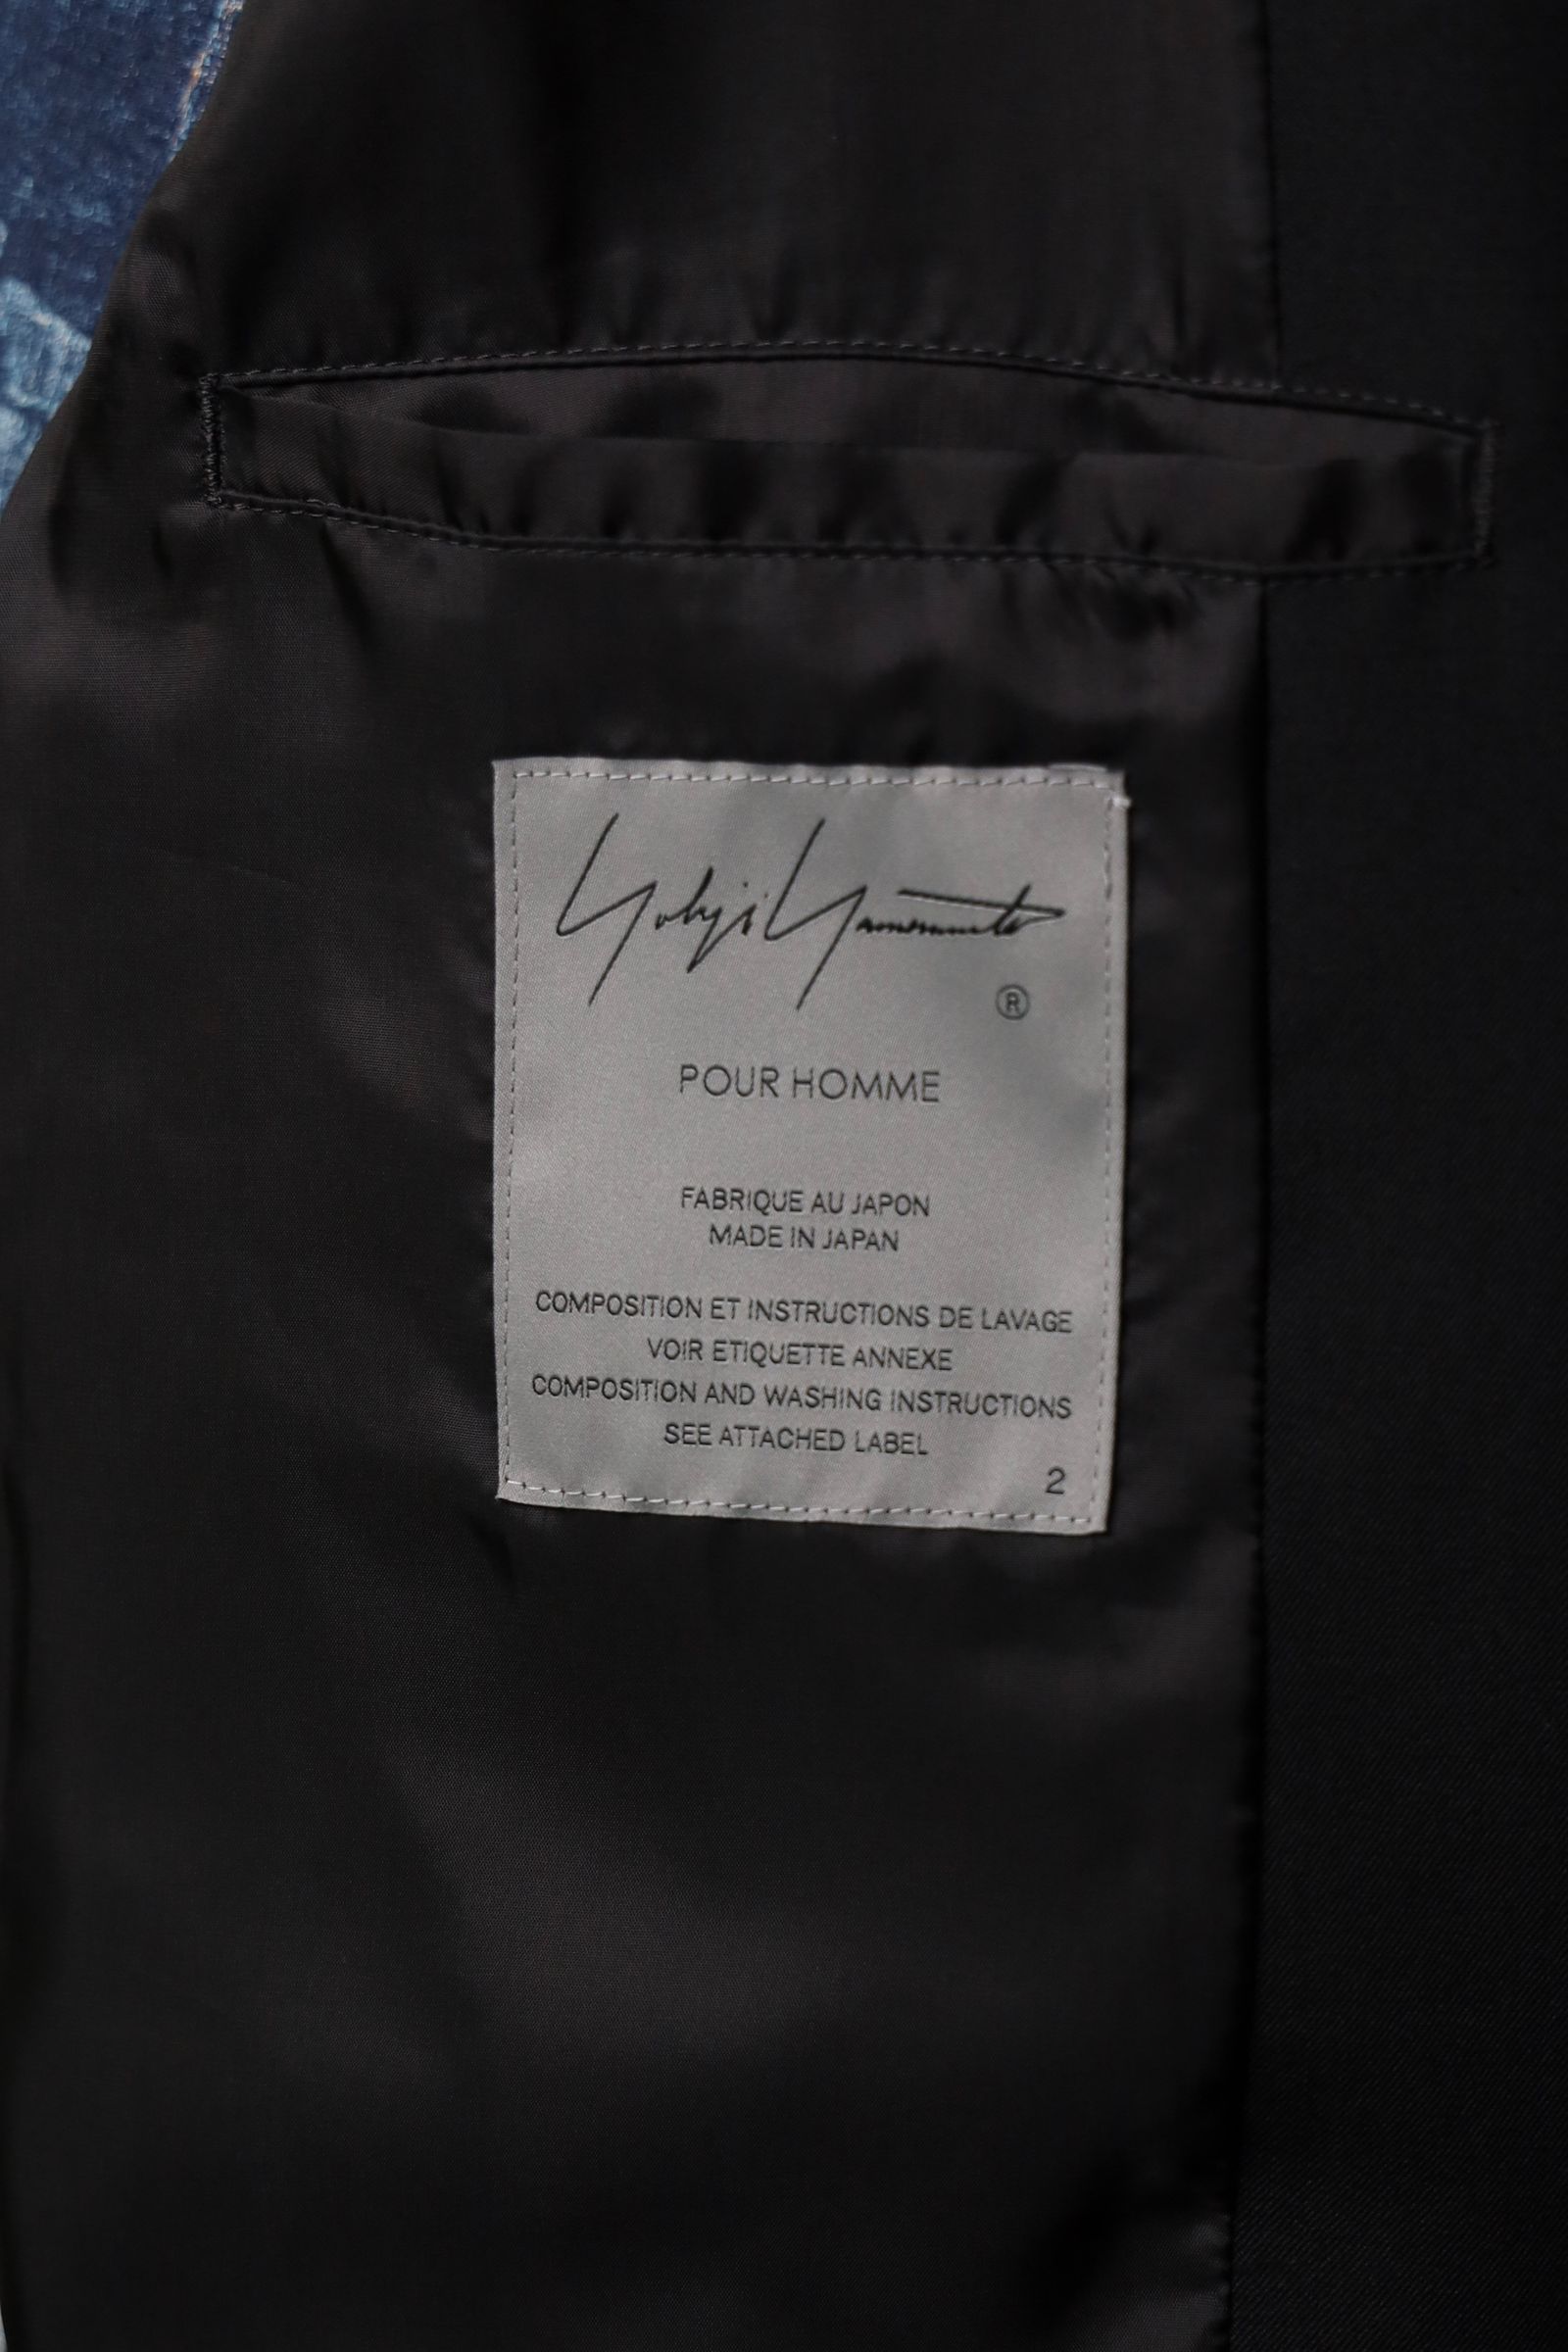 Yohji Yamamoto
®
POUR HOMME
FABRIQUE AU JAPON
MADE IN JAPAN
COMPOSITION ET INSTRUCTIONS DE LAVAGE
VOIR ETIQUETTE ANNEXE
COMPOSITION AND WASHING INSTRUCTIONS
SEE ATTACHED LABEL
2